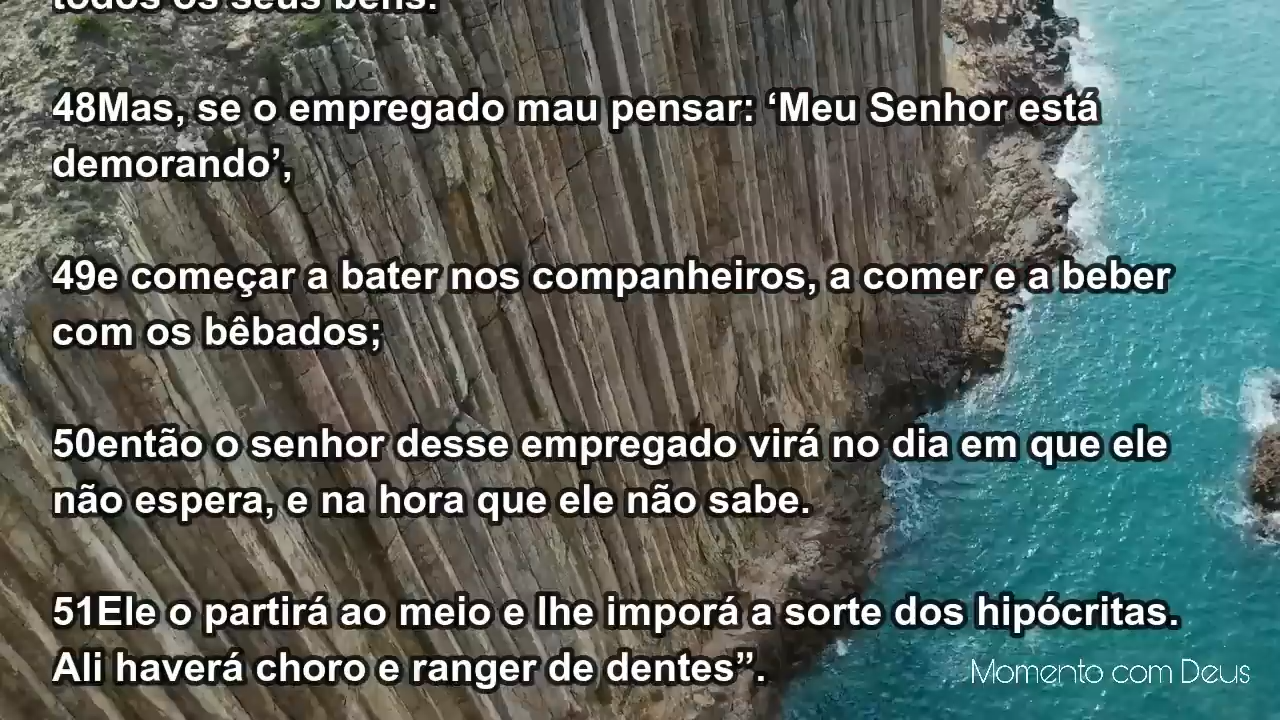 todos os seus bens.
48Mas, se o empregado mau pensar: ‘Meu Senhor está
demorando’,
49e começar a bater nos companheiros, a comer e a beber
com os bêbados;
50então o senhor desse empregado virá no dia em que ele
não espera, e na hora que ele não sabe.
51Ele o partirá ao meio e lhe imporá a sorte dos hipócritas.
Ali haverá choro e ranger de dentes”.
Momento com Deus